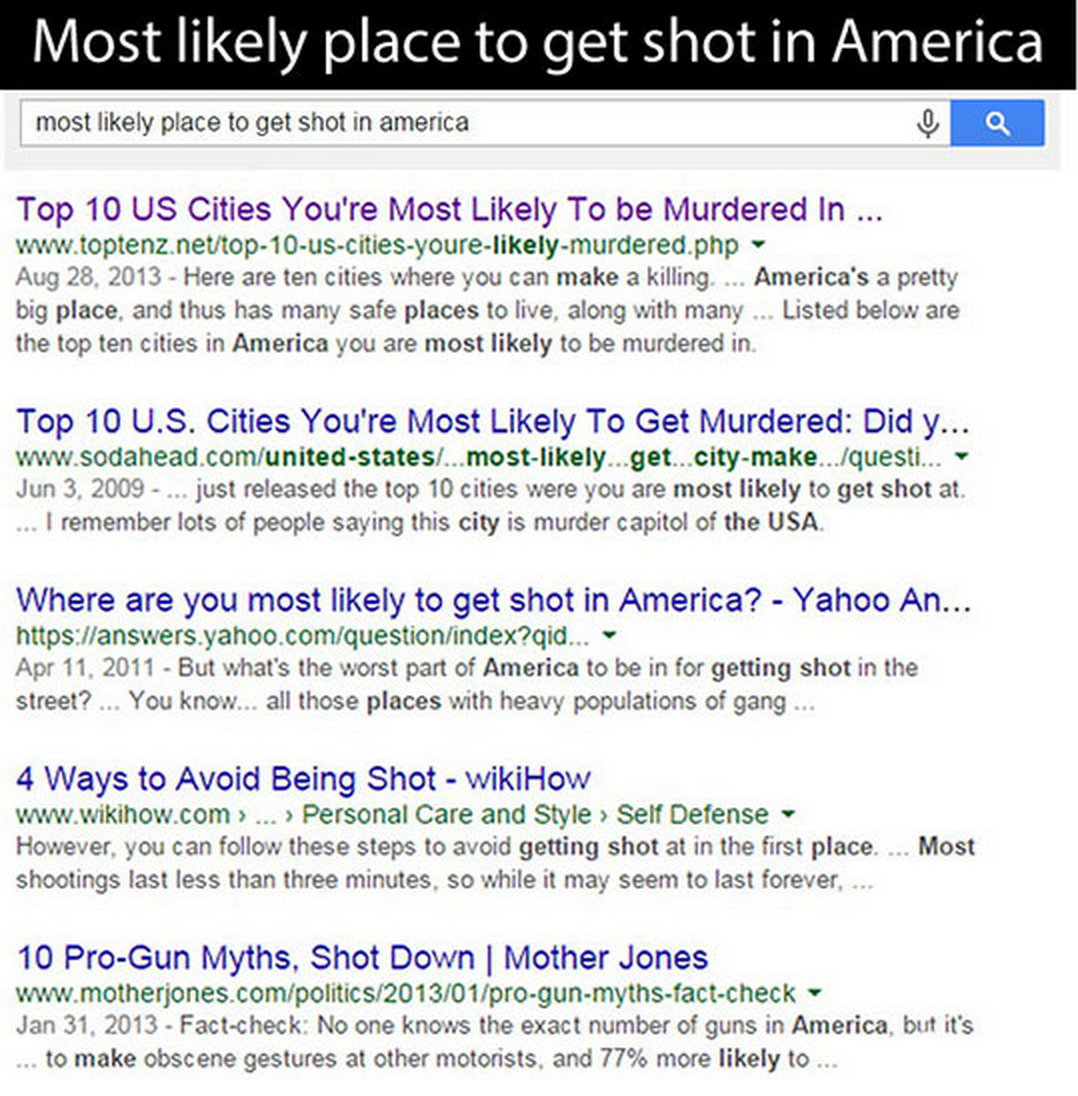 Most likely place to get shot in America
most likely place to get shot in america
Top 10 US Cities You're Most Likely To be Murdered In ...
www.toptenz.net/top-10-us-cities-youre-likely-murdered.php
Aug 28, 2013 - Here are ten cities where you can make a killing. ... America's a pretty
big place, and thus has many safe places to live, along with many ... Listed below are
the top ten cities in America you are most likely to be murdered in.
Top 10 U.S. Cities You're Most Likely To Get Murdered: Did y...
www.sodahead.com/united-states/...most-likely...get...city-make.../questi...
Jun 3, 2009 - ... just released the top 10 cities were you are most likely to get shot at.
... I remember lots of people saying this city is murder capitol of the USA.
Where are you most likely to get shot in America? - Yahoo An...
https://answers.yahoo.com/question/index?qid...
Apr 11, 2011 - But what's the worst part of America to be in for getting shot in the
street? ... You know... all those places with heavy populations of gang ...
4 Ways to Avoid Being Shot - wikiHow
www.wikihow.com › ... › Personal Care and Style › Self Defense
However, you can follow these steps to avoid getting shot at in the first place. ... Most
shootings last less than three minutes, so while it may seem to last forever, ...
10 Pro-Gun Myths, Shot Down | Mother Jones
www.motherjones.com/politics/2013/01/pro-gun-myths-fact-check
Jan 31, 2013 - Fact-check: No one knows the exact number of guns in America, but it's
... to make obscene gestures at other motorists, and 77% more likely to ...